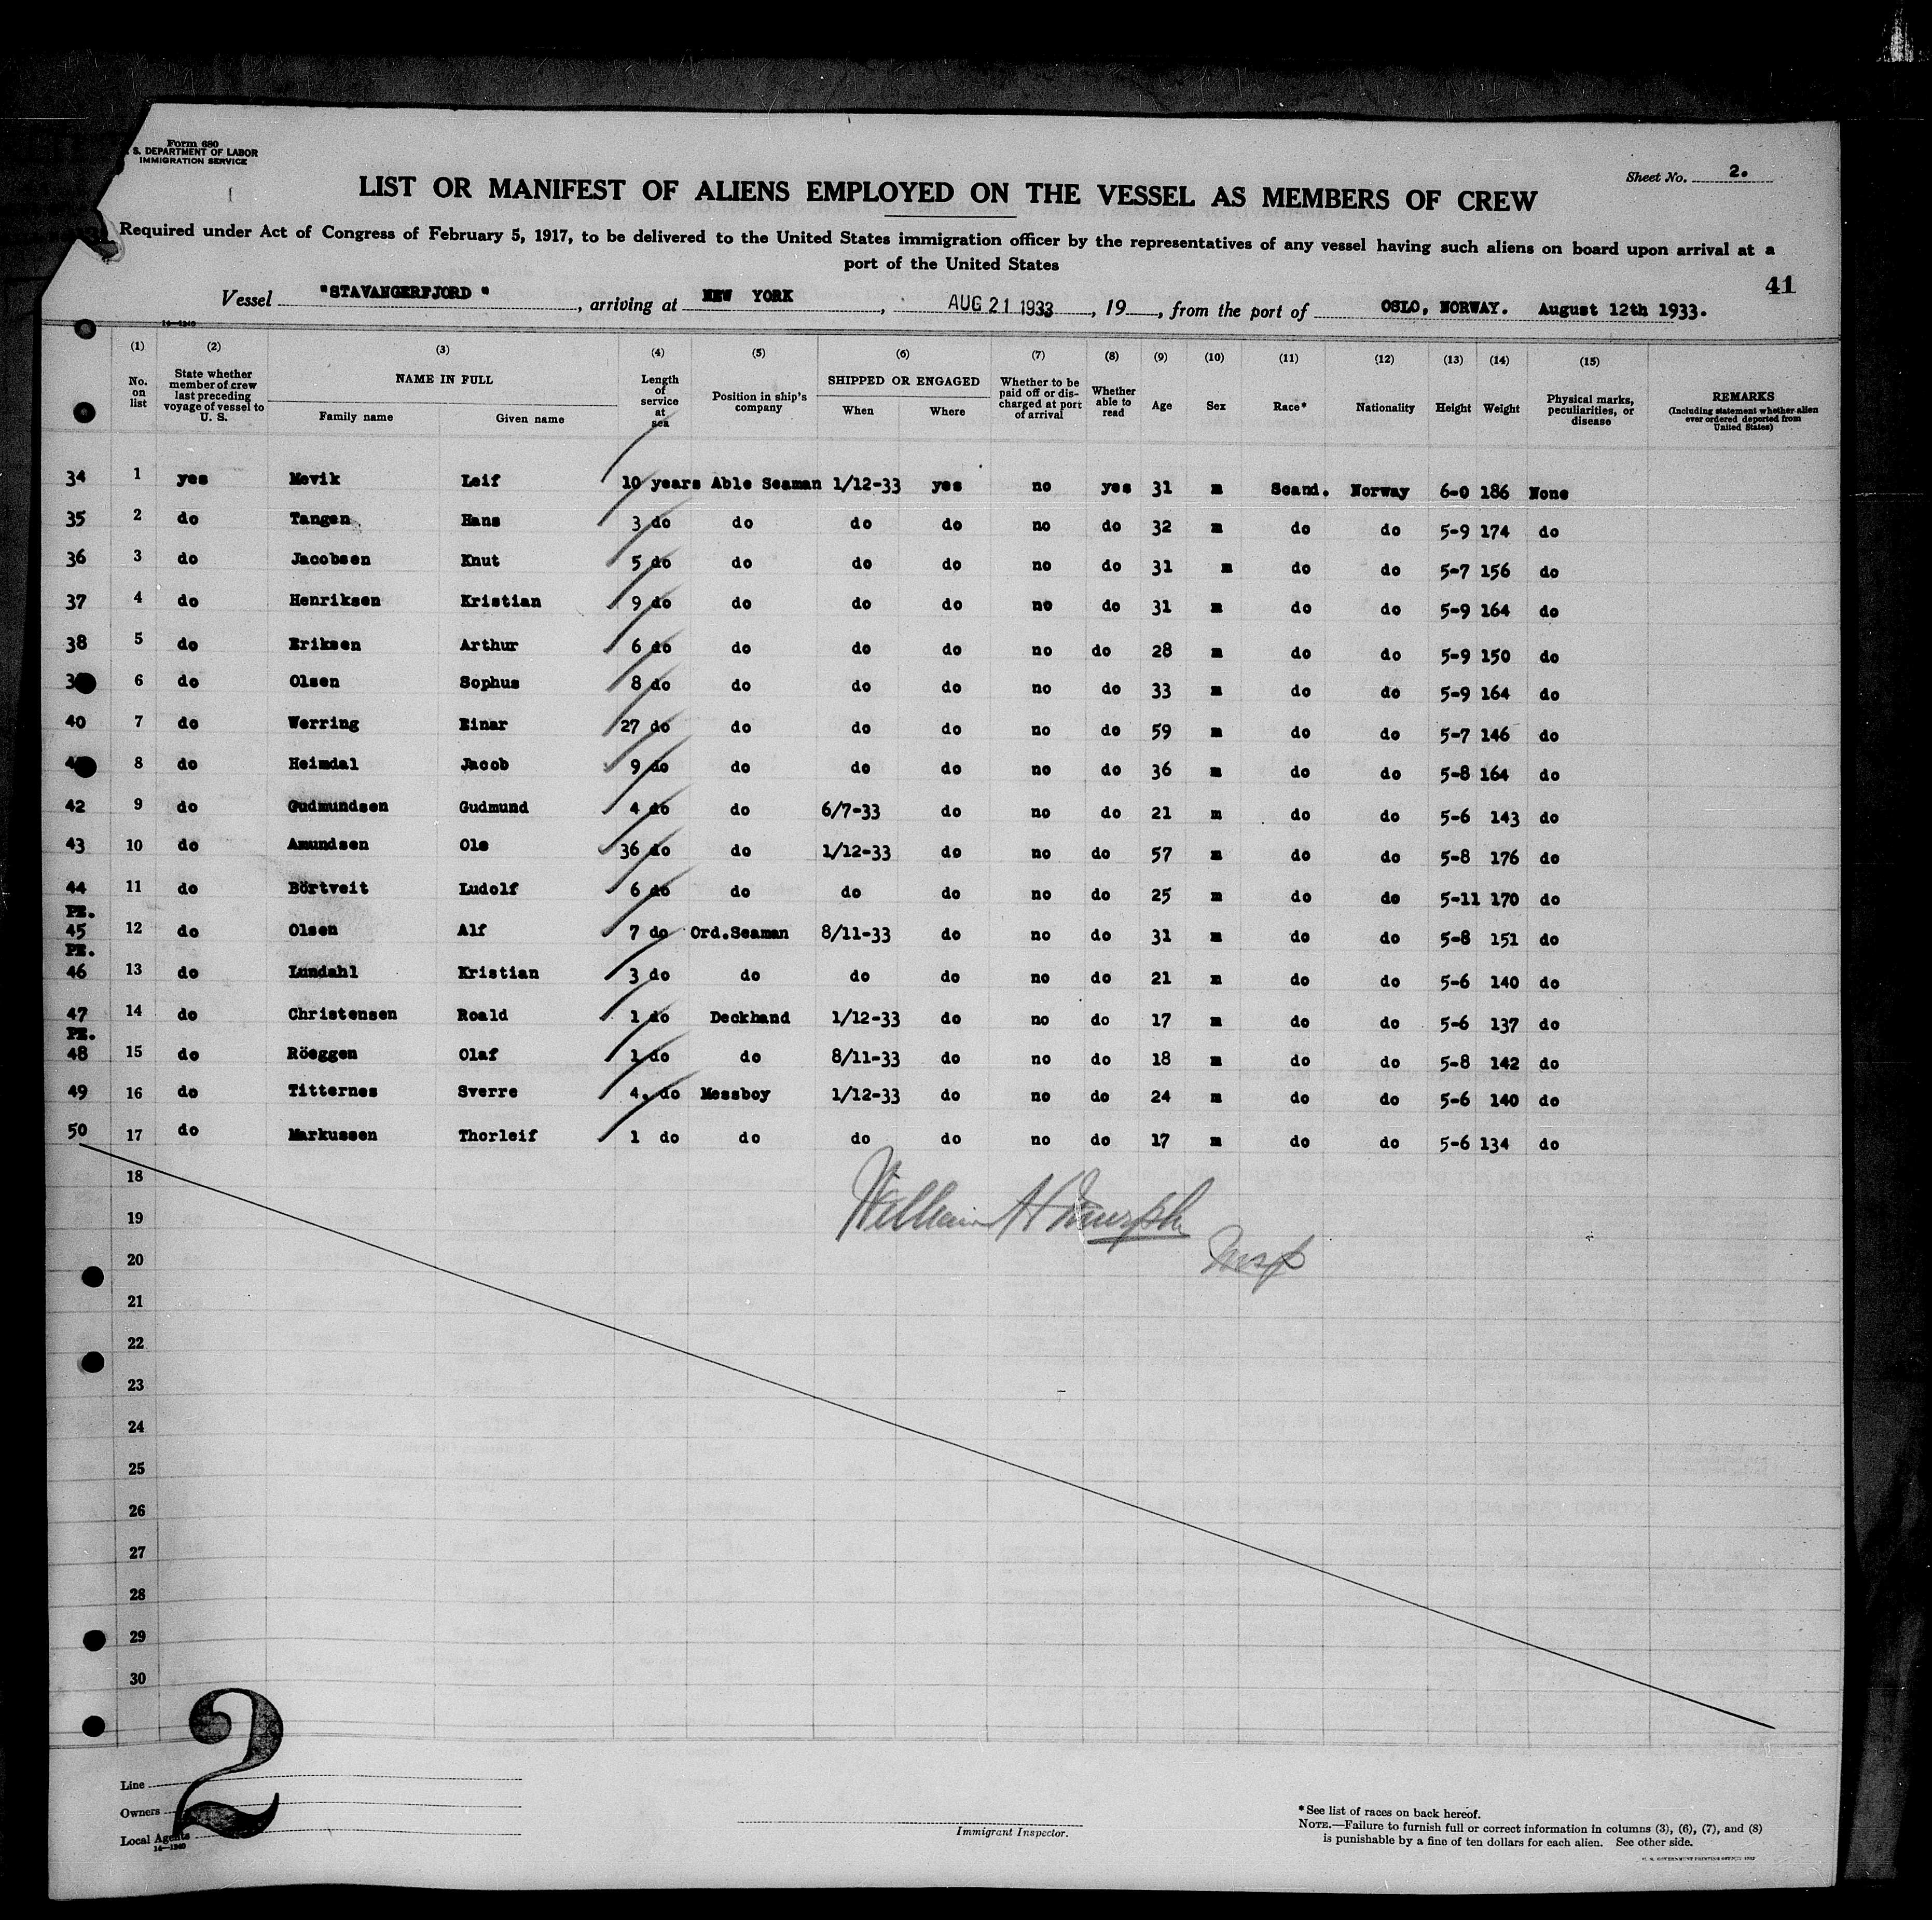 Form 680
S. DEPARTMENT OF LABOR
IMMIGRATION SERVICE
Sheet No. 2.
LIST OR MANIFEST OF ALIENS EMPLOYED ON THE VESSEL AS MEMBERS OF CREW
Required under Act of Congress of February 5, 1917, to be delivered to the United States immigration officer by the representatives of any vessel having such aliens on board upon arrival at a
port of the United States
41
Vessel "STAVANGERFJORD", arriving at NEW YORK, AUG 21 1933, 19, from the port of OSLO, NORWAY. August 12th 1933.
14—1240
(1) (2) (3) (4) (5) (6) (7) (8) (9) (10) (11) (12) (13) (14) (15)
No. on list
State whether member of crew last preceding voyage of vessel to U. S.
NAME IN FULL
Family name Given name
Length of service at sea
Position in ship's company
SHIPPED OR ENGAGED
When Where
Whether to be paid off or discharged at port of arrival
Whether able to read
Age
Sex
Race*
Nationality
Height
Weight
Physical marks, peculiarities, or disease
REMARKS
(Including statement whether alien ever ordered deported from United States)
34 1 yes Mevik Leif 10 years Able Seaman 1/12-33 yes no yes 31 m Scand. Norway 6-0 186 None
35 2 do Tangen Hans 3 do do do do no do 32 m do do 5-9 174 do
36 3 do Jacobsen Knut 5 do do do do no do 31 m do do 5-7 156 do
37 4 do Henriksen Kristian 9 do do do do no do 31 m do do 5-9 164 do
38 5 do Eriksen Arthur 6 do do do do no do 28 m do do 5-9 150 do
3 6 do Olsen Sophus 8 do do do do no do 33 m do do 5-9 164 do
40 7 do Werring Einar 27 do do do do no do 59 m do do 5-7 146 do
4 8 do Heimdal Jacob 9 do do do do no do 36 m do do 5-8 164 do
42 9 do Gudmundsen Gudmund 4 do do 6/7-33 do no do 21 m do do 5-6 143 do
43 10 do Amundsen Ole 36 do do 1/12-33 do no do 57 m do do 5-8 176 do
44 11 do Börtveit Ludolf 6 do do do do no do 25 m do do 5-11 170 do
PE.
45 12 do Olsen Alf 7 do Ord.Seaman 8/11-33 do no do 31 m do do 5-8 151 do
PE.
46 13 do Lundahl Kristian 3 do do do do no do 21 m do do 5-6 140 do
47 14 do Christensen Roald 1 do Deckhand 1/12-33 do no do 17 m do do 5-6 137 do
PE.
48 15 do Röeggen Olaf 1 do do 8/11-33 do no do 18 m do do 5-8 142 do
49 16 do Titternes Sverre 4. do Messboy 1/12-33 do no do 24 m do do 5-6 140 do
50 17 do Markussen Thorleif 1 do do do do no do 17 m do do 5-6 134 do
18
William H Murphy
19
Insp
20
21
22
23
24
25
26
27
28
29
30
2
Line
Owners
Local Agents
14—1240
Immigrant Inspector.
*See list of races on back hereof.
NOTE.—Failure to furnish full or correct information in columns (3), (6), (7), and (8)
is punishable by a fine of ten dollars for each alien. See other side.